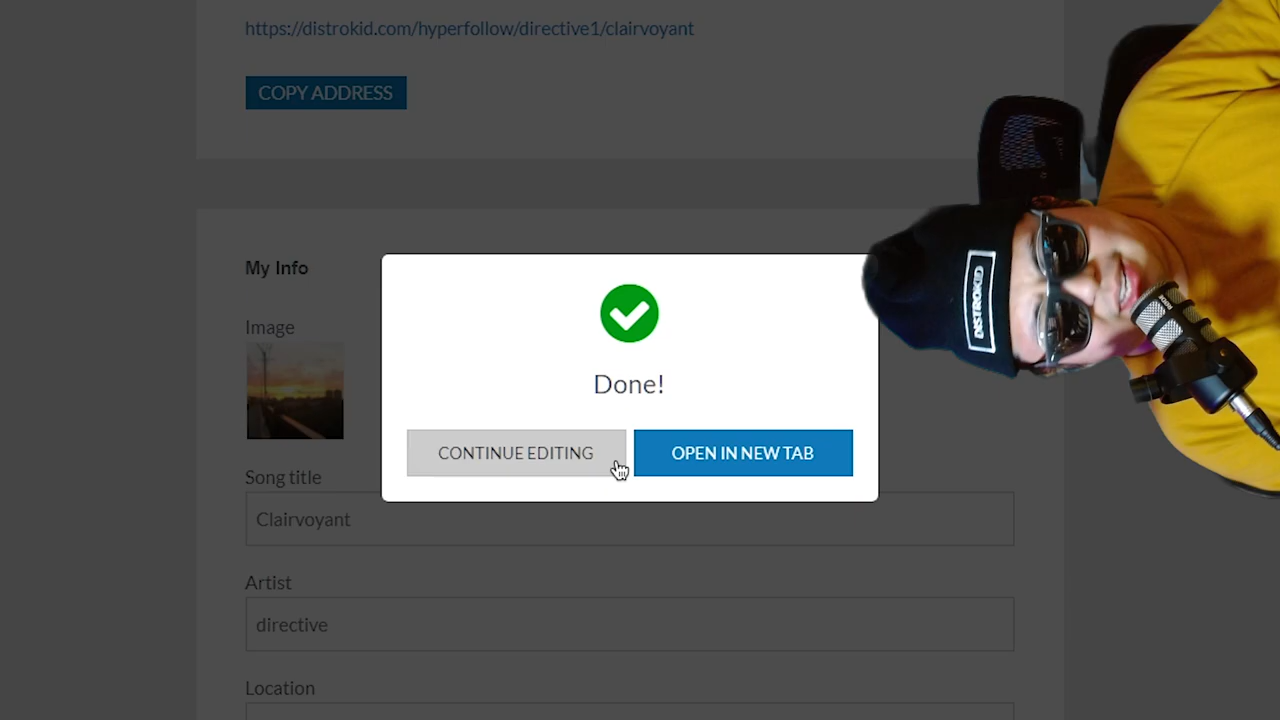 https://distrokid.com/hyperfollow/directive1/clairvoyant
COPY ADDRESS
My Info
Image
Done!
CONTINUE EDITING
OPEN IN NEW TAB
Song title
Clairvoyant
Artist
directive
Location
DISTROKID
RODE